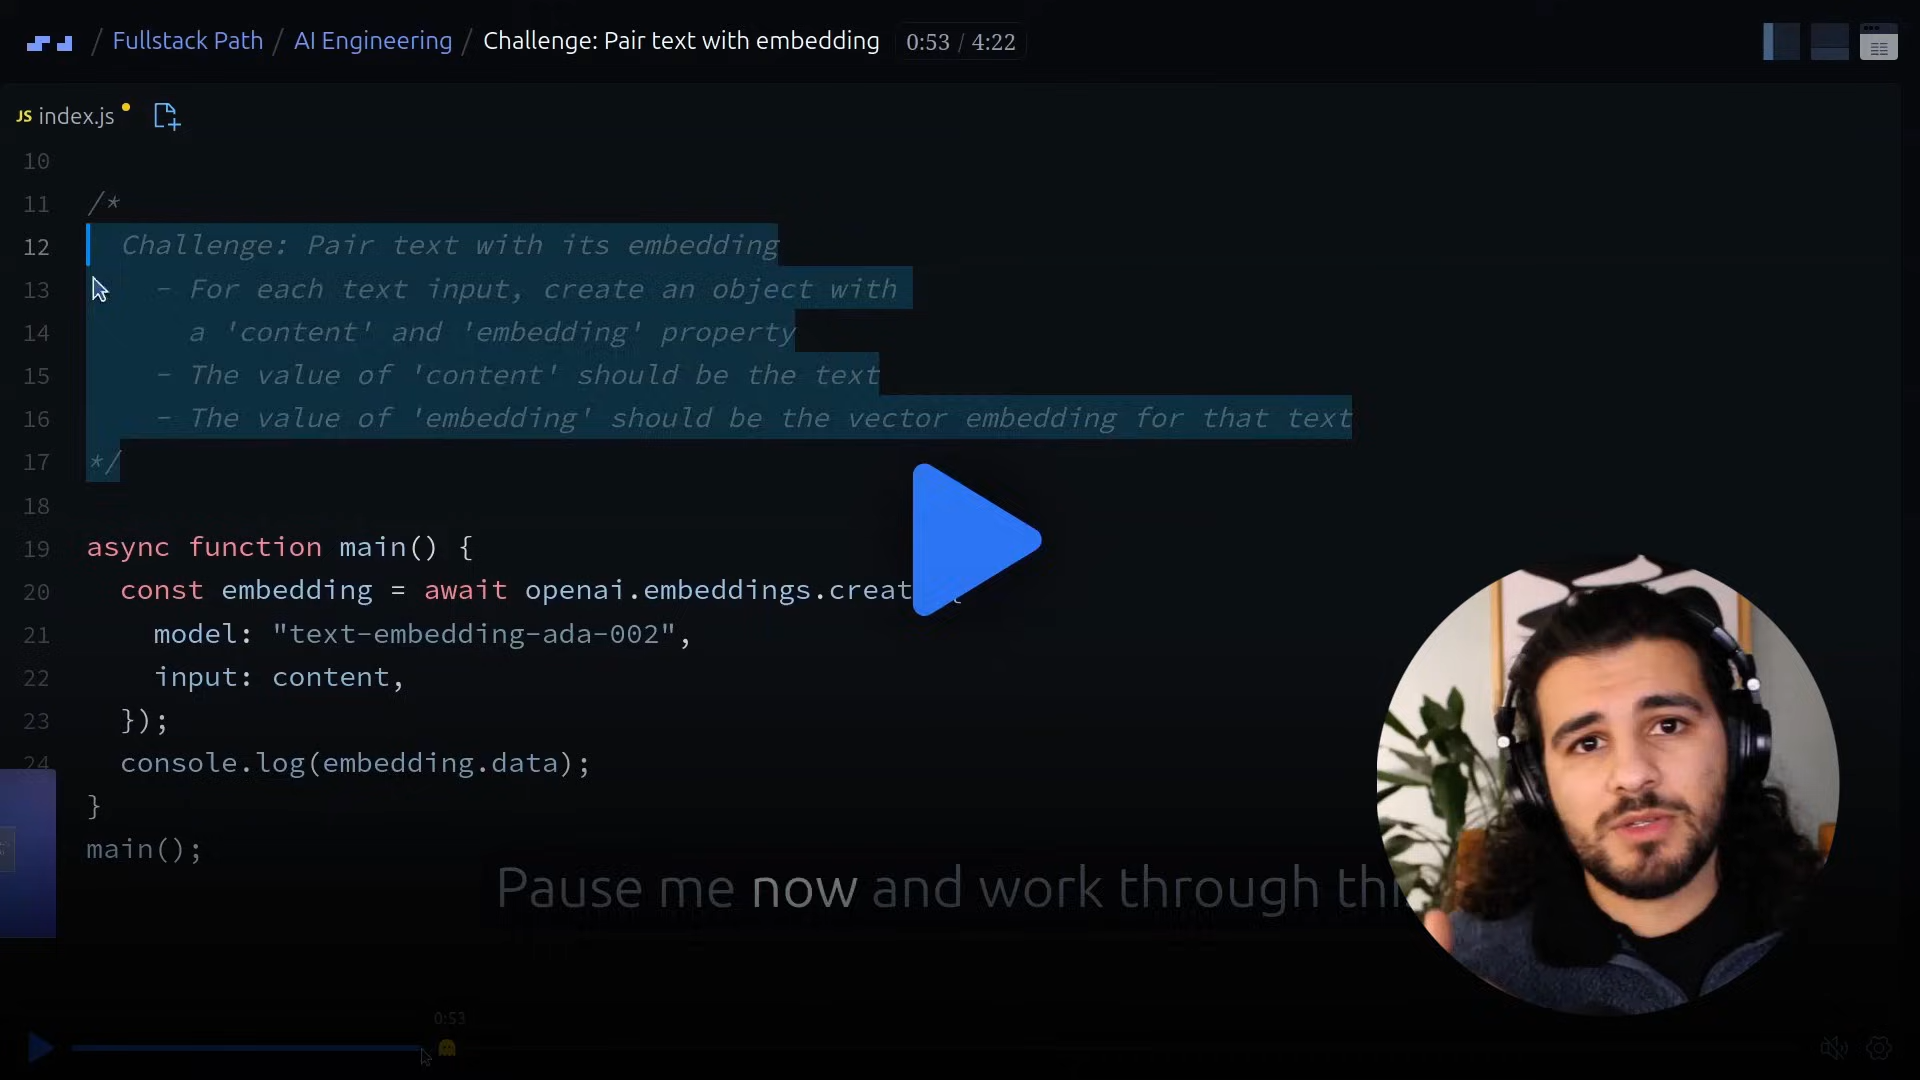 / Fullstack Path / AI Engineering / Challenge: Pair text with embedding 0:53 / 4:22
JS index.js
10
11 /*
12 Challenge: Pair text with its embedding
13 - For each text input, create an object with
14 a 'content' and 'embedding' property
15 - The value of 'content' should be the text
16 - The value of 'embedding' should be the vector embedding for that text
17 */
18
19 async function main() {
20 const embedding = await openai.embeddings.creat
21 model: "text-embedding-ada-002",
22 input: content,
23 });
24 console.log(embedding.data);
}
main();
Pause me now and work through thi
0:53